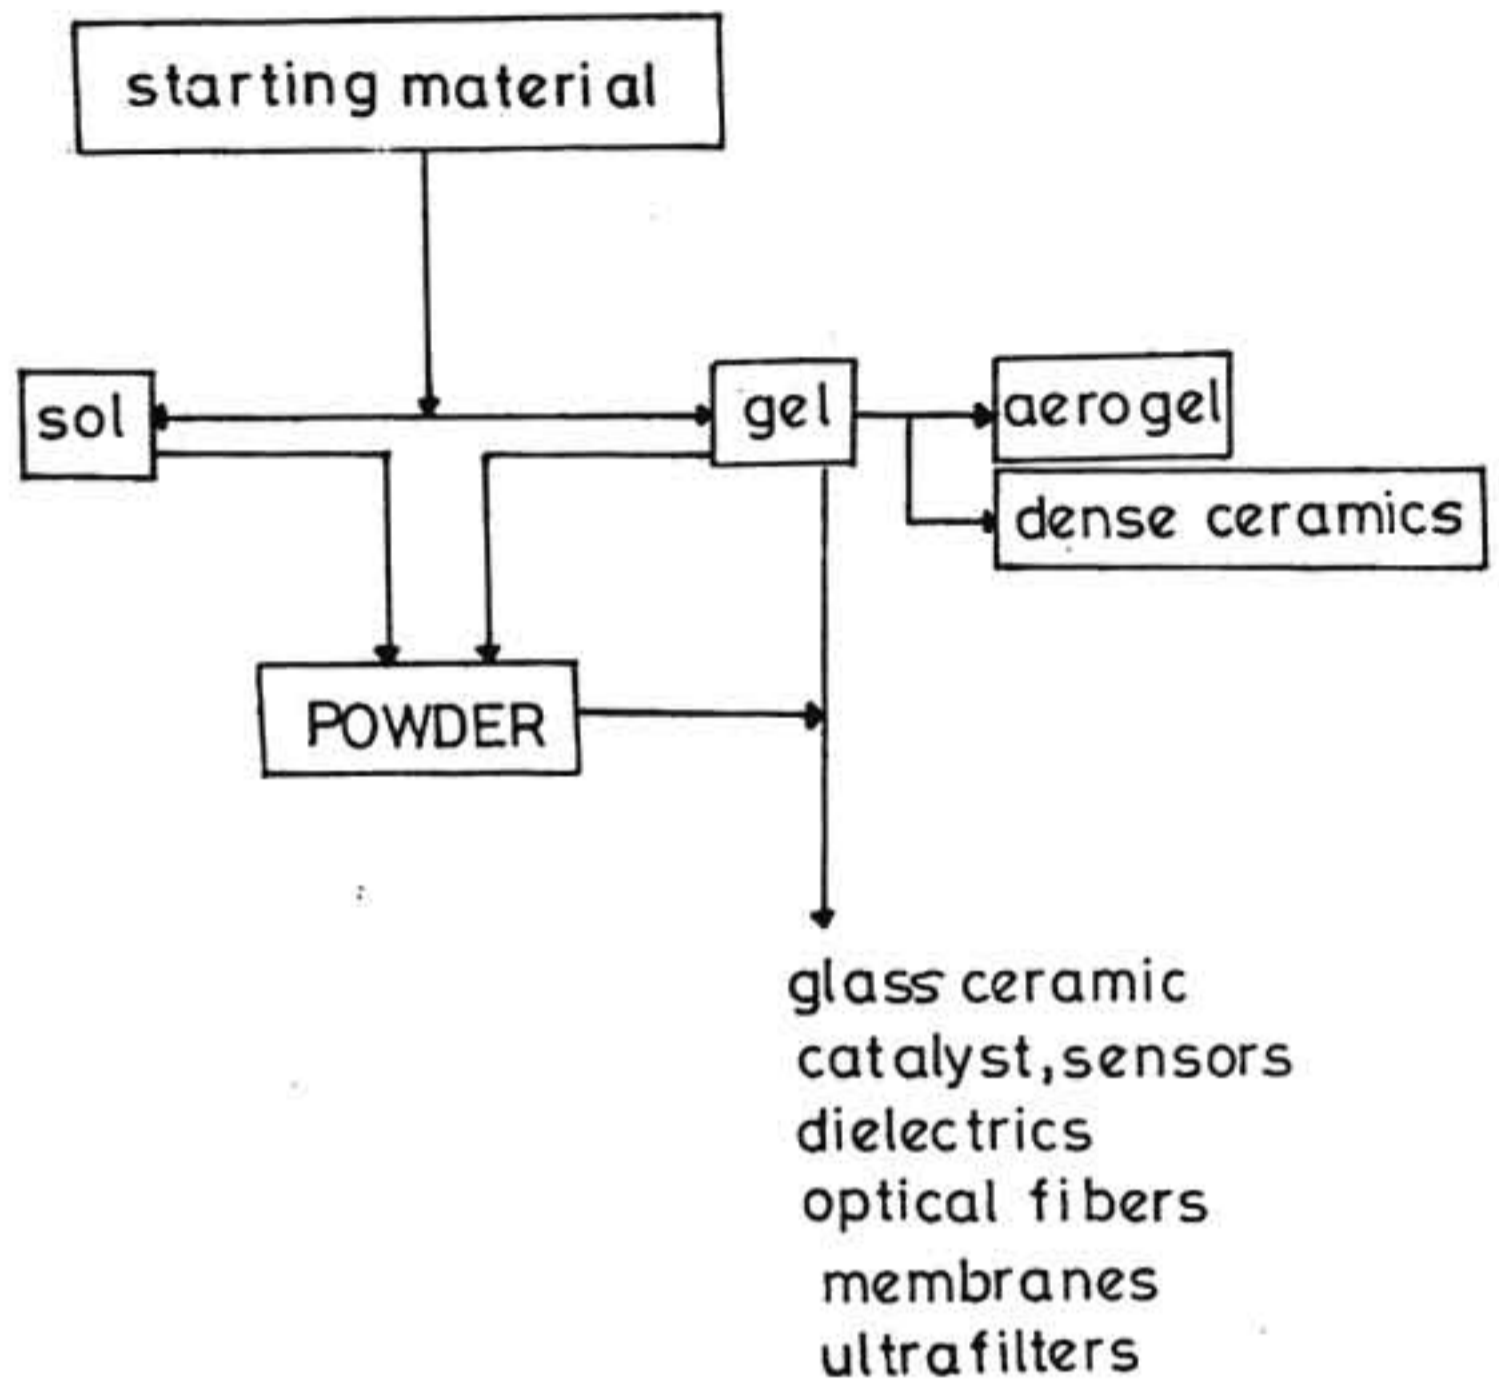 starting material
sol
gel
aerogel
dense ceramics
POWDER
glass ceramic
catalyst, sensors
dielectrics
optical fibers
membranes
ultrafilters